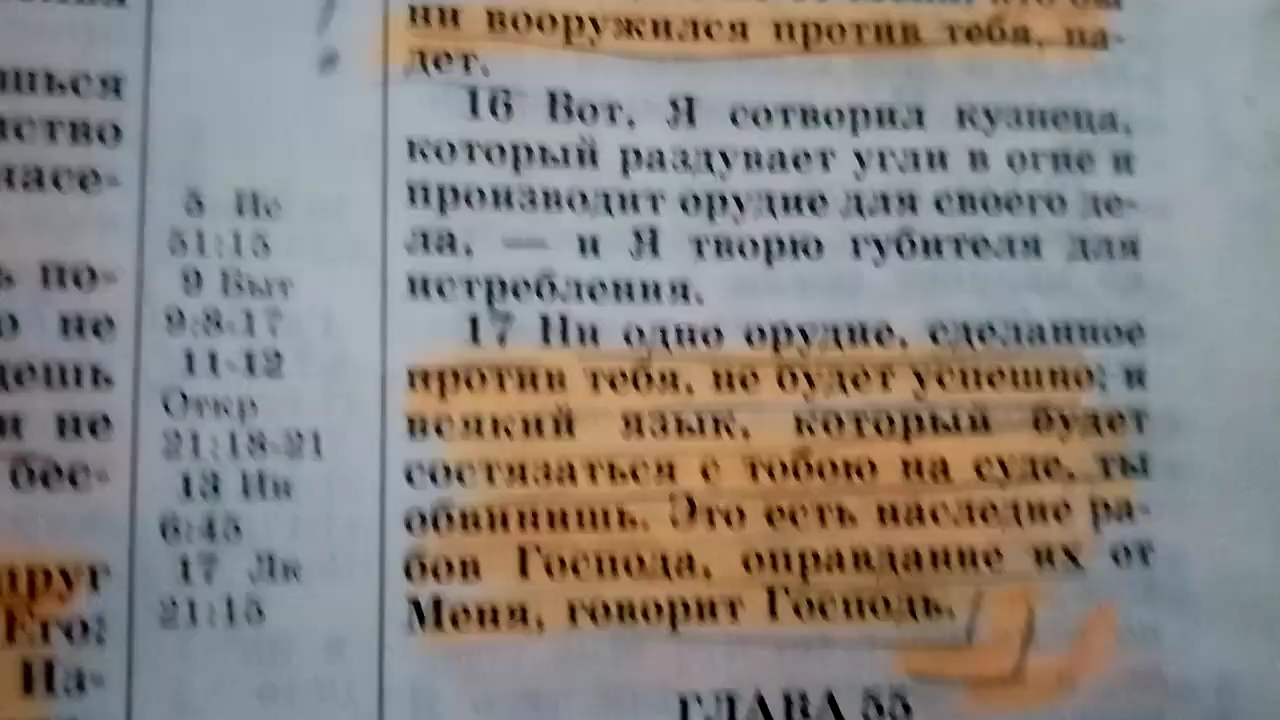 шься
нство
ь по-
о не
дешь
и не
бес-
друг
Его;
На-
5 Пс
51:15
9 Быт
9:8-17
11-12
Откр
21:18-21
13 Ин
6:45
17 Лк
21:15
ни вооружился против тебя, па-
дет.
16 Вот, Я сотворил кузнеца,
который раздувает угли в огне и
производит орудие для своего де-
ла, — и Я творю губителя для
истребления.
17 Ни одно орудие, сделанное
против тебя, не будет успешно; и
всякий язык, который будет
состязаться с тобою на суде, ты
обвинишь. Это есть наследие ра-
бов Господа, оправдание их от
Меня, говорит Господь.
ГЛАВА 55